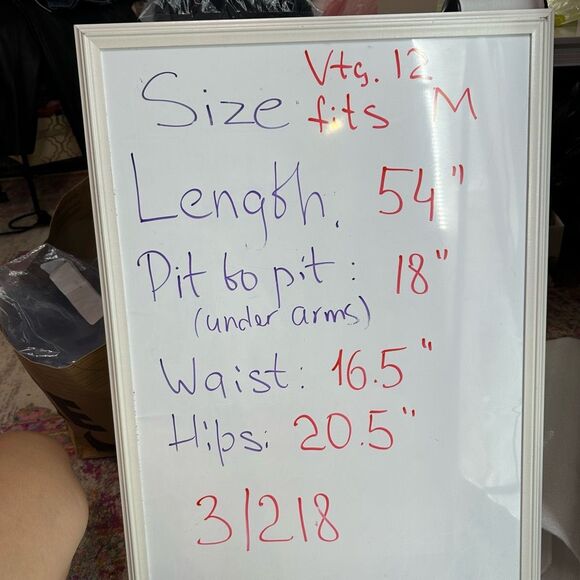 Size: Vtg. 12
fits M
Length. 54"
Pit to pit: 18"
(under arms)
Waist: 16.5"
Hips: 20.5"
3/218